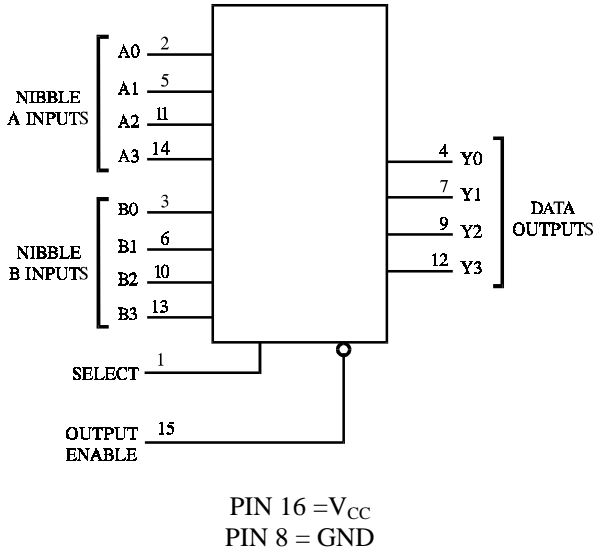 NIBBLE
A INPUTS
A0 2
A1 5
A2 11
A3 14
NIBBLE
B INPUTS
B0 3
B1 6
B2 10
B3 13
4 Y0
7 Y1
9 Y2
12 Y3
DATA
OUTPUTS
SELECT 1
OUTPUT
ENABLE
15
PIN 16 =VCC
PIN 8 = GND